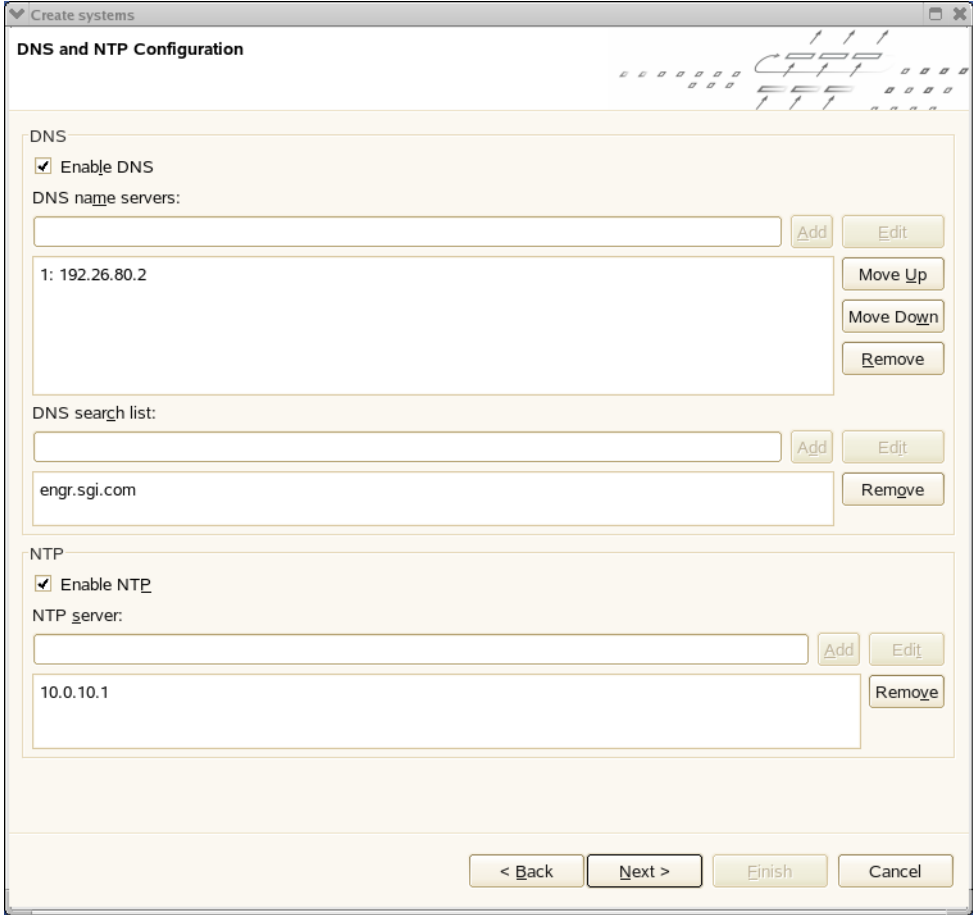 Create systems
DNS and NTP Configuration
DNS
Enable DNS
DNS name servers:
Add Edit
1: 192.26.80.2
Move Up
Move Down
Remove
DNS search list:
Add Edit
engr.sgi.com
Remove
NTP
Enable NTP
NTP server:
Add Edit
10.0.10.1
Remove
< Back Next > Finish Cancel